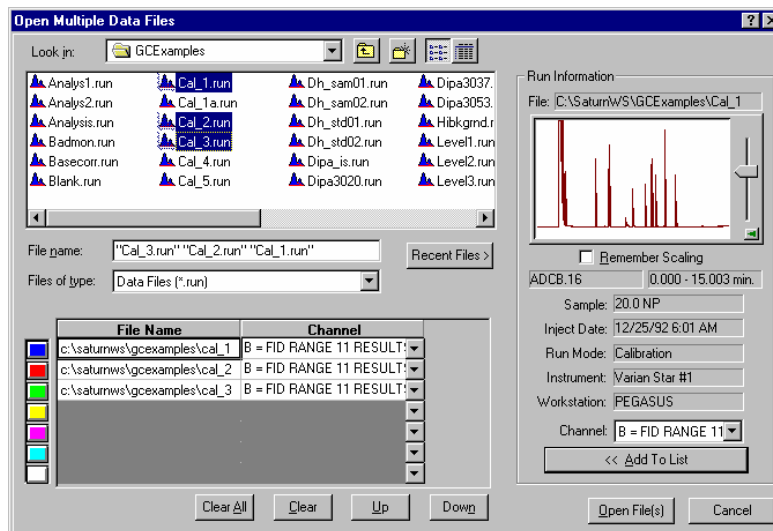 Open Multiple Data Files
Look in: GCExamples
Analys1.run Cal_1.run Dh_sam01.run Dipa3037.
Analys2.run Cal_1a.run Dh_sam02.run Dipa3053.
Analysis.run Cal_2.run Dh_std01.run Hibkgrnd.r
Badmon.run Cal_3.run Dh_std02.run Level1.run
Basecorr.run Cal_4.run Dipa_is.run Level2.run
Blank.run Cal_5.run Dipa3020.run Level3.run
File name: "Cal_3.run" "Cal_2.run" "Cal_1.run"
Recent Files >
Files of type: Data Files (*.run)
File Name Channel
c:\saturnws\gcexamples\cal_1 B = FID RANGE 11 RESULTS
c:\saturnws\gcexamples\cal_2 B = FID RANGE 11 RESULTS
c:\saturnws\gcexamples\cal_3 B = FID RANGE 11 RESULTS
Clear All Clear Up Down
Run Information
File: C:\SaturnWS\GCExamples\Cal_1
Remember Scaling
ADCB.16 0.000 - 15.003 min.
Sample: 20.0 NP
Inject Date: 12/25/92 6:01 AM
Run Mode: Calibration
Instrument: Varian Star #1
Workstation: PEGASUS
Channel: B = FID RANGE 11
<< Add To List
Open File(s) Cancel